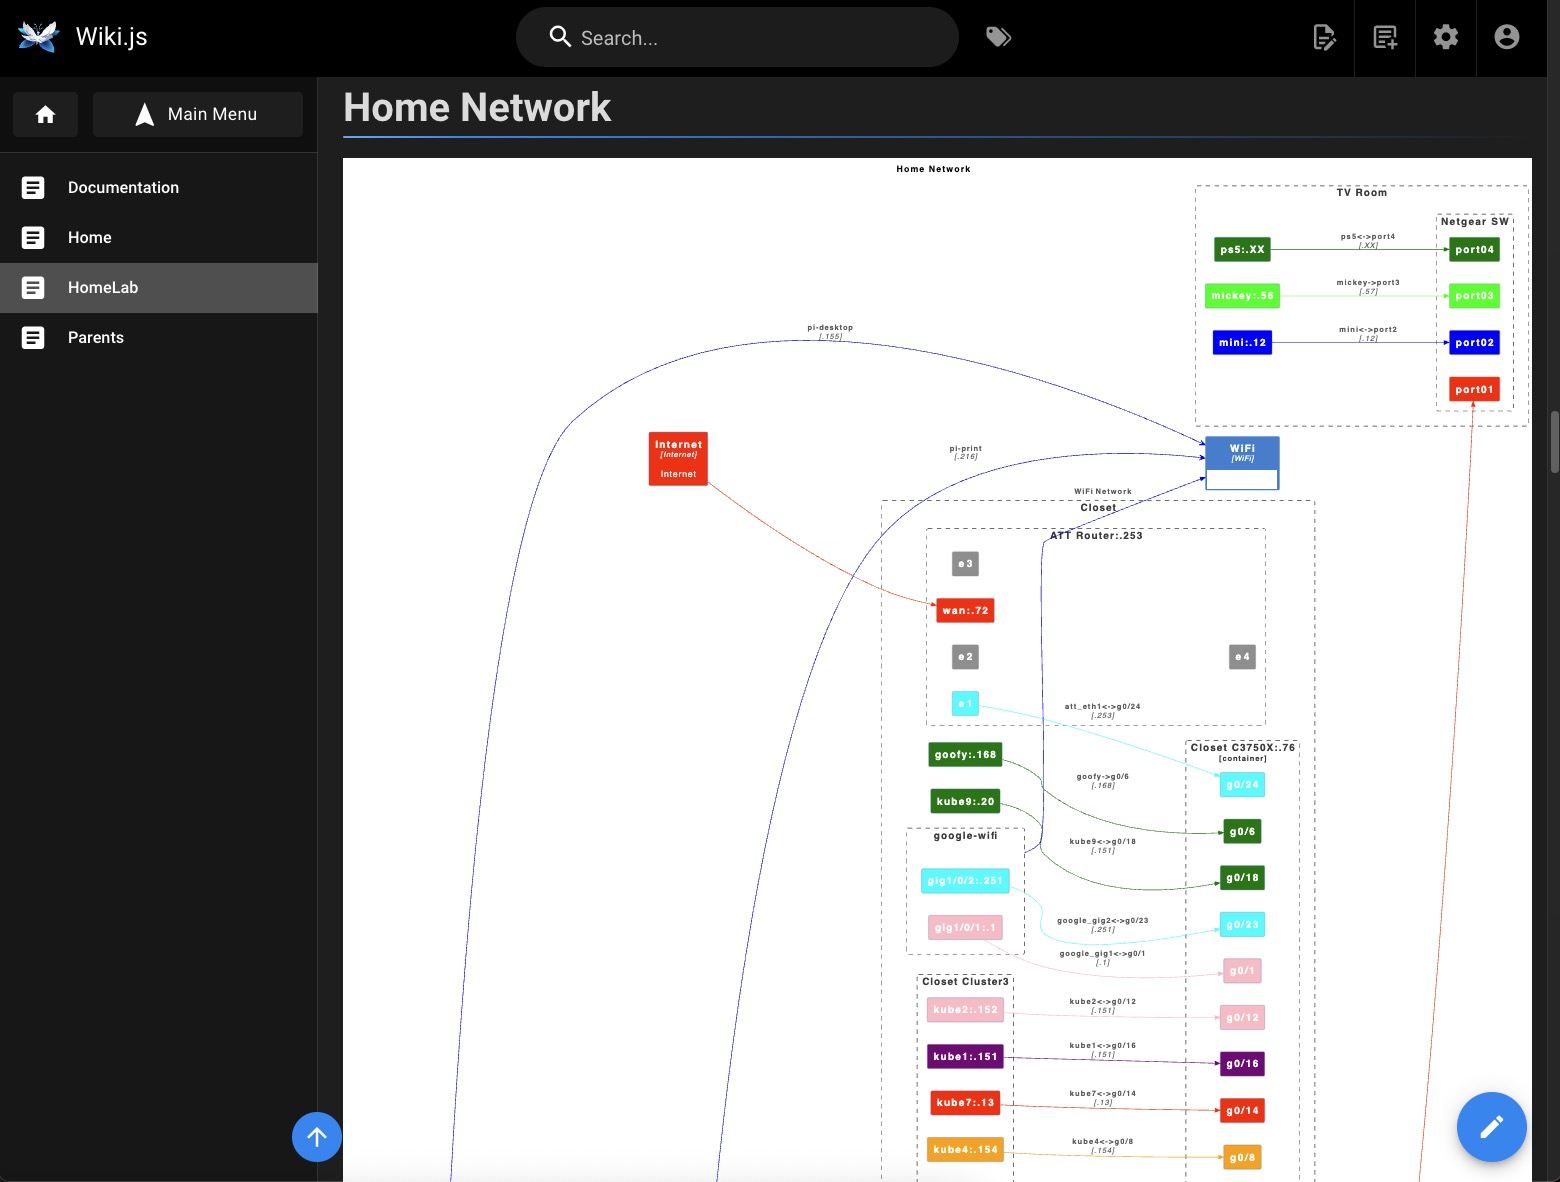 Wiki.js
Search...
Main Menu
Documentation
Home
HomeLab
Parents
Home Network
Home Network
TV Room
Netgear SW
ps5:.XX
ps5<->port4
[.XX]
port04
mickey:.56
mickey->port3
[.57]
port03
mini:.12
mini<->port2
[.12]
port02
port01
pi-desktop
[.155]
Internet
[Internet]
Internet
pi-print
[.216]
WiFi
[WiFi]
WiFi Network
Closet
ATT Router:.253
e3
wan:.72
e2
e4
e1
att_eth1<->g0/24
[.253]
Closet C3750X:.76
[container]
goofy:.168
goofy->g0/6
[.168]
g0/24
kube9:.20
g0/6
google-wifi
kube9<->g0/18
[.151]
gig1/0/2:.251
g0/18
google_gig2<->g0/23
[.251]
g0/23
gig1/0/1:.1
google_gig1<->g0/1
[.1]
g0/1
Closet Cluster3
kube2:.152
kube2<->g0/12
[.151]
g0/12
kube1:.151
kube1<->g0/16
[.151]
g0/16
kube7:.13
kube7<->g0/14
[.13]
g0/14
kube4:.154
kube4<->g0/8
[.154]
g0/8